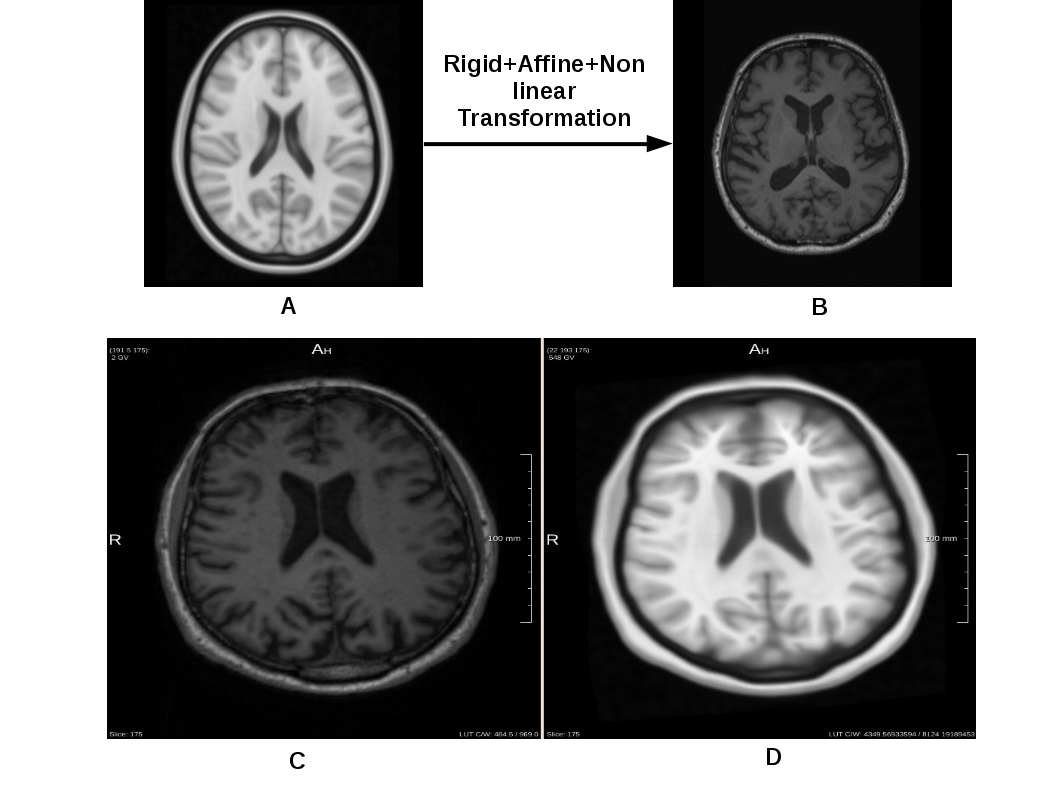 Rigid+Affine+Non
linear
Transformation
A
B
(191 5 175):
2 GV
AH
R
100 mm
Slice: 175
LUT C/W: 484.5 / 969.0
(22 193 175):
548 GV
AH
R
100 mm
Slice: 175
LUT C/W: 4349.56933594 / 8124.19189453
C
D